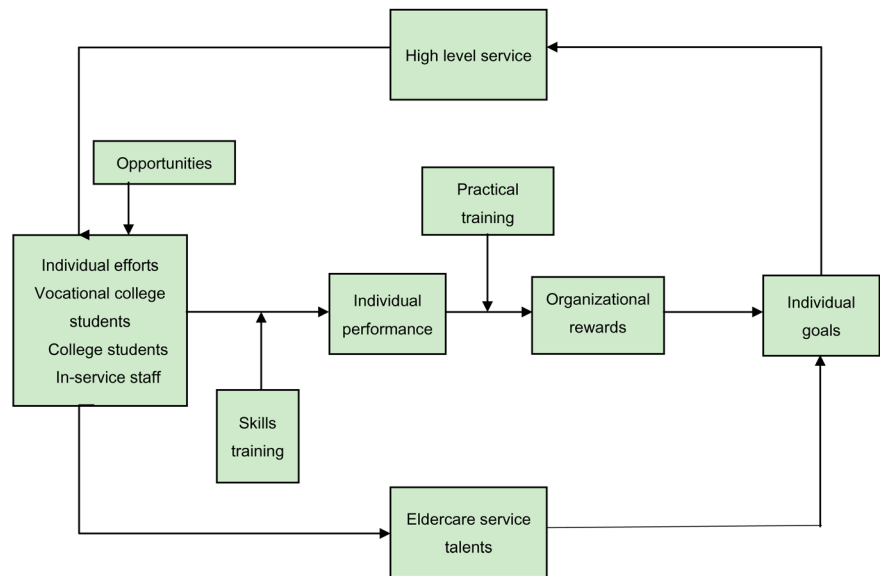 High level service
Opportunities
Practical
training
Individual efforts
Vocational college
students
College students
In-service staff
Individual
performance
Organizational
rewards
Individual
goals
Skills
training
Eldercare service
talents